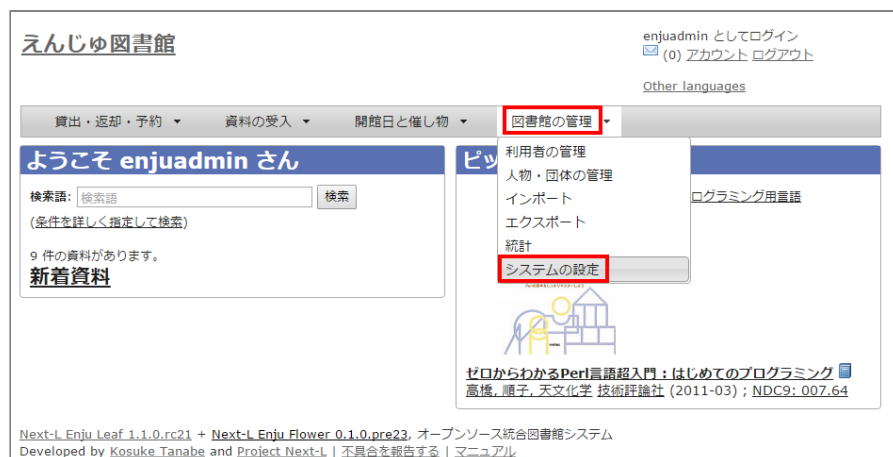 えんじゅ図書館
enjuadmin としてログイン
(0) アカウント ログアウト
Other languages
貸出・返却・予約 ▼ 資料の受入 ▼ 開館日と催し物 ▼ 図書館の管理 ▼
ようこそ enjuadmin さん
検索語: 検索語 検索
(条件を詳しく指定して検索)
9 件の資料があります。
新着資料
ピッ
利用者の管理
人物・団体の管理
インポート
エクスポート
統計
システムの設定
ログラミング用言語
ゼロからわかるPerl言語超入門 : はじめてのプログラミング
高橋, 順子, 天文化学 技術評論社 (2011-03) ; NDC9: 007.64
Next-L Enju Leaf 1.1.0.rc21 + Next-L Enju Flower 0.1.0.pre23, オープンソース統合図書館システム
Developed by Kosuke Tanabe and Project Next-L | 不具合を報告する | マニュアル